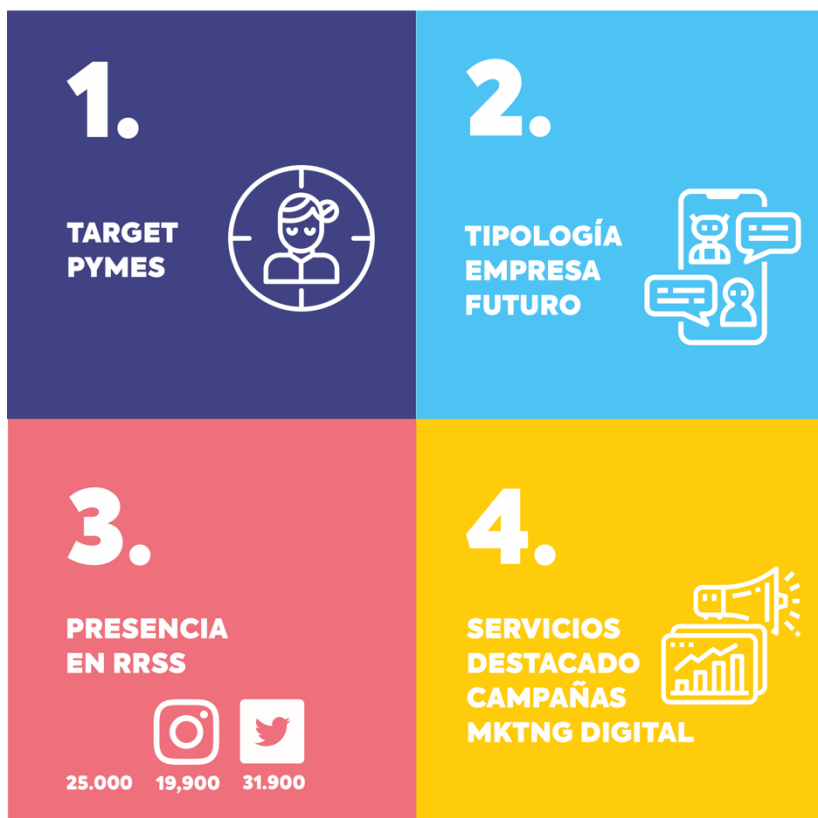 1.
TARGET
PYMES
2.
TIPOLOGÍA
EMPRESA
FUTURO
3.
PRESENCIA
EN RRSS
25.000 19,900 31.900
4.
SERVICIOS
DESTACADO
CAMPAÑAS
MKTNG DIGITAL